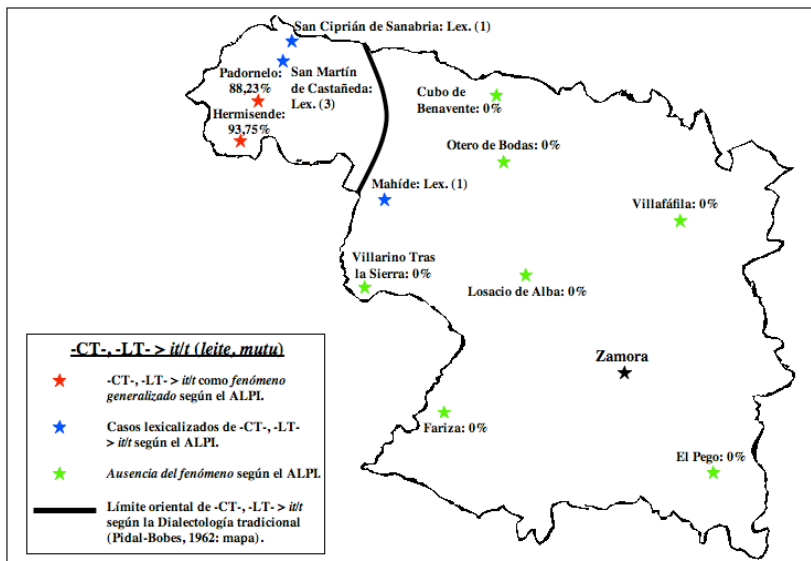 San Ciprián de Sanabria: Lex. (1)
Padornelo:
88,23%
San Martín
de Castañeda:
Lex. (3)
Hermisende:
93,75%
Cubo de
Benavente: 0%
Otero de Bodas: 0%
Mahíde: Lex. (1)
Villafáfila: 0%
Villarino Tras
la Sierra: 0%
Losacio de Alba: 0%
Zamora
Fariza: 0%
El Pego: 0%
-CT-, -LT- > it/t (leite, mutu)
-CT-, -LT- > it/t como fenómeno
generalizado según el ALPI.
Casos lexicalizados de -CT-, -LT-
> it/t según el ALPI.
Ausencia del fenómeno según el ALPI.
Límite oriental de -CT-, -LT- > it/t
según la Dialectología tradicional
(Pidal-Bobes, 1962: mapa).